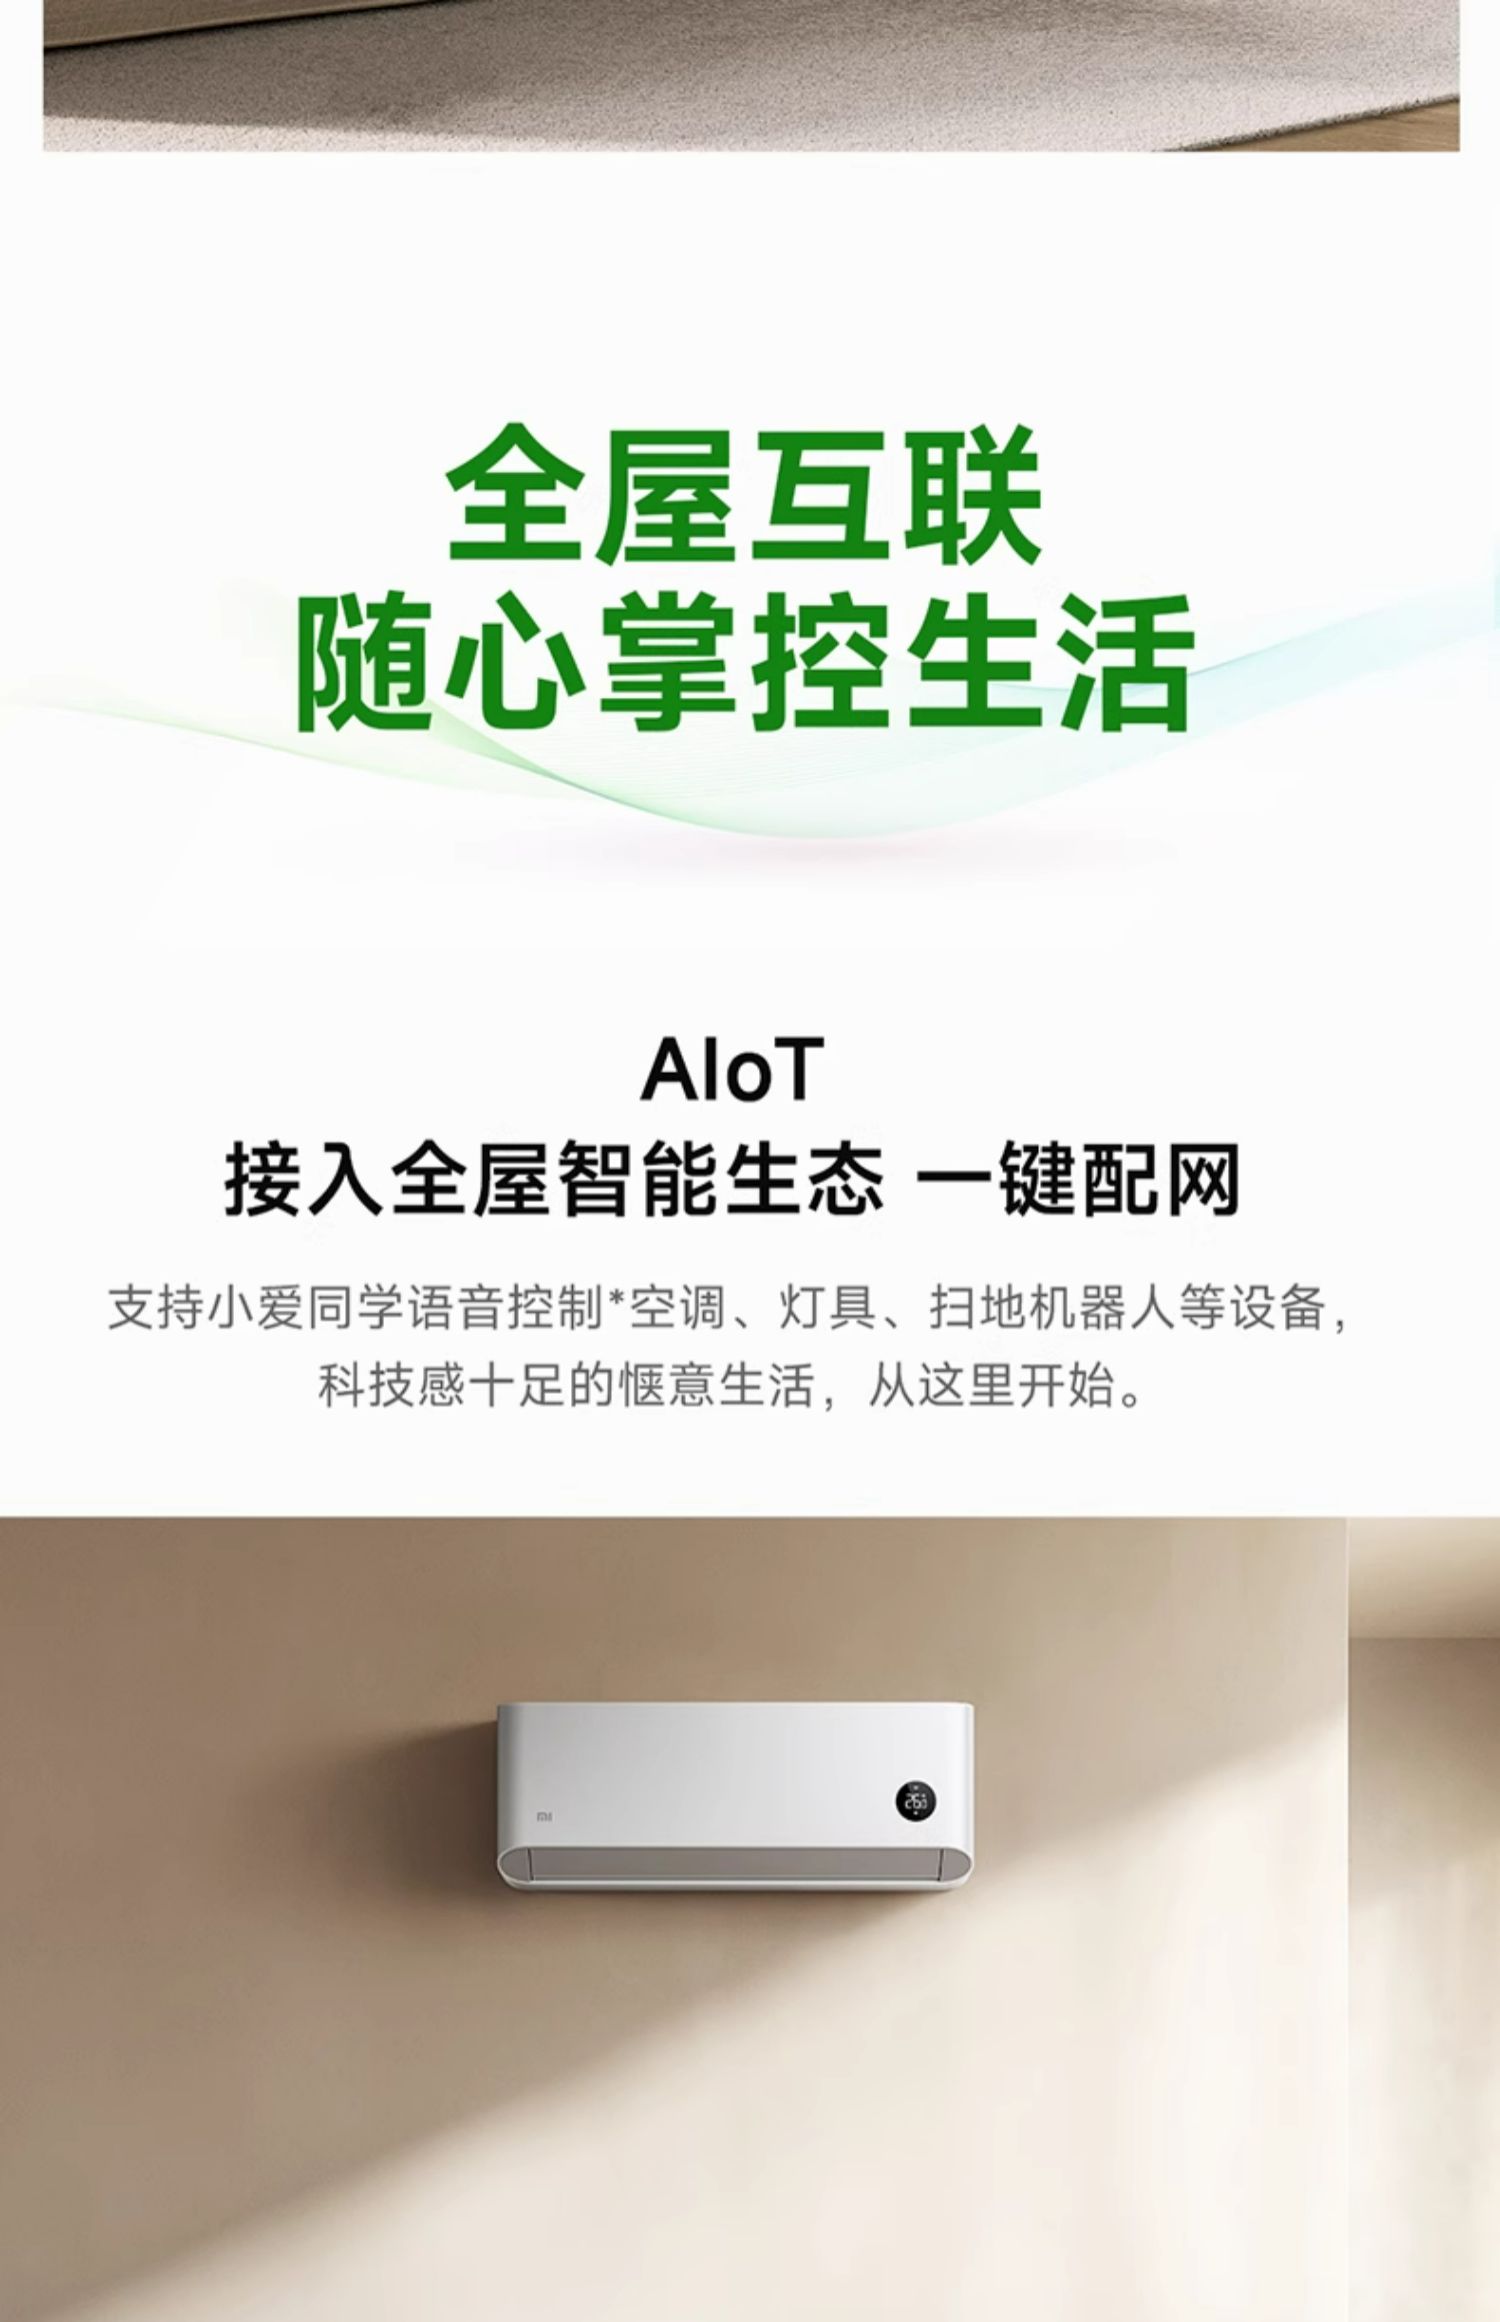 全屋互联
随心掌控生活
AIoT
接入全屋智能生态 一键配网
支持小爱同学语音控制*空调、灯具、扫地机器人等设备，
科技感十足的惬意生活，从这里开始。
mi
26